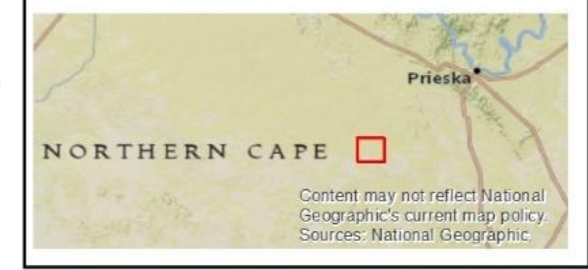 Prieska
NORTHERN CAPE
Content may not reflect National
Geographic's current map policy.
Sources: National Geographic,